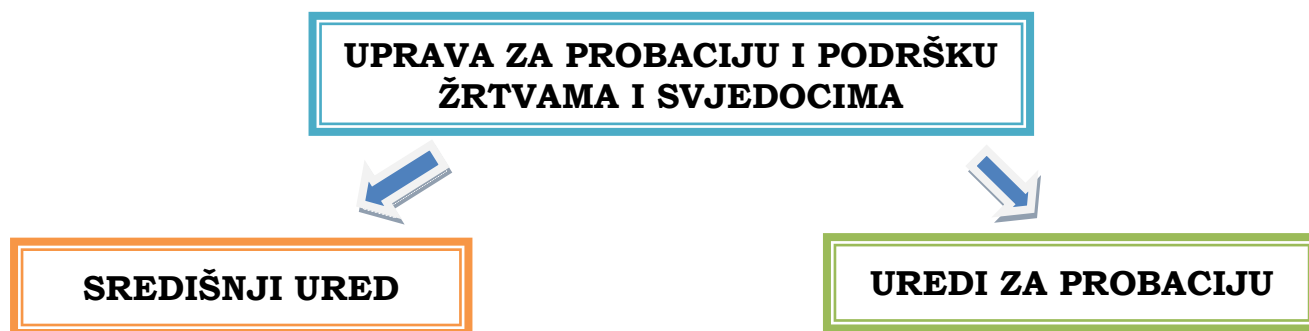 UPRAVA ZA PROBACIJU I PODRŠKU
ŽRTVAMA I SVJEDOCIMA
SREDIŠNJI URED
UREDI ZA PROBACIJU